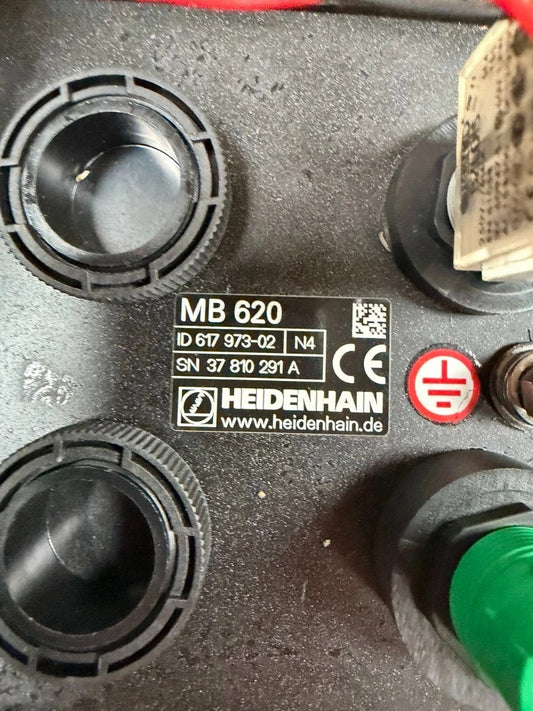 MB 620
ID 617 973-02 N4
SN 37 810 291 A
CE
HEIDENHAIN
www.heidenhain.de